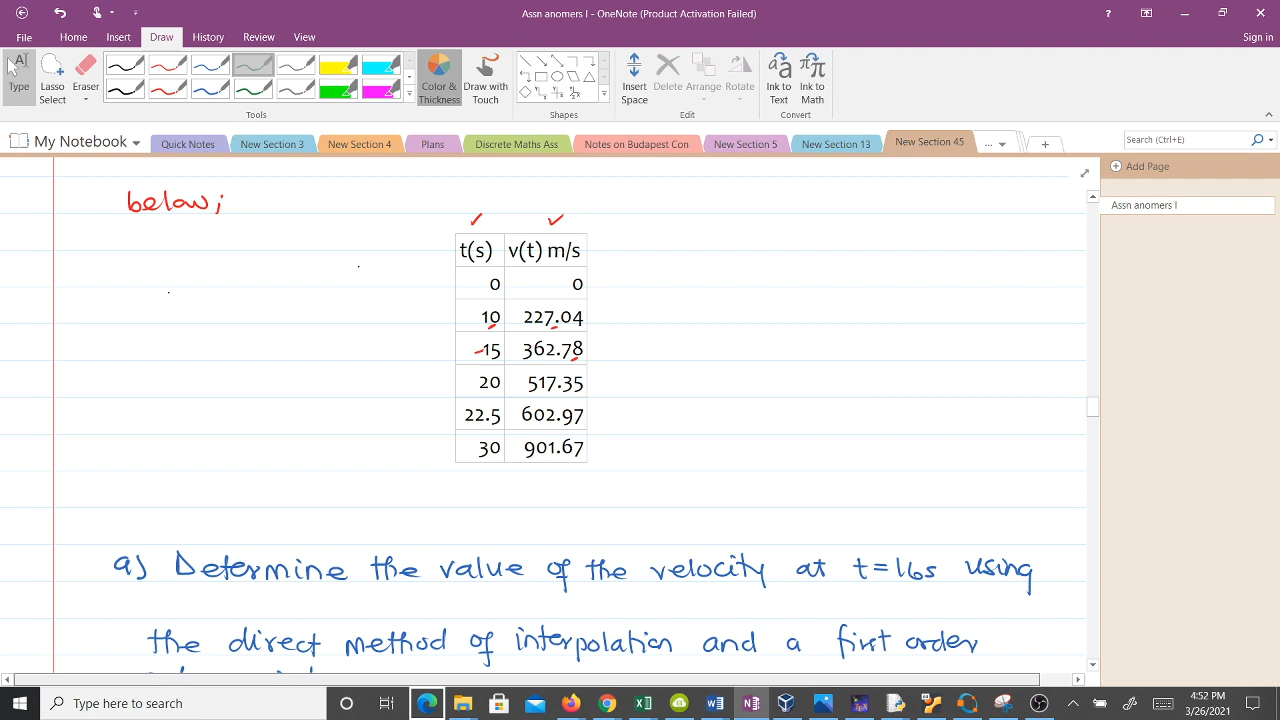 Assn anomers I - OneNote (Product Activation Failed)
File Home Insert Draw History Review View
Sign in
Type
Lasso Select
Eraser
Color & Thickness
Draw with Touch
Insert Space
Delete
Arrange
Rotate
Ink to Text
Ink to Math
Tools
Shapes
Edit
Convert
My Notebook
Quick Notes
New Section 3
New Section 4
Plans
Discrete Maths Ass
Notes on Budapest Con
New Section 5
New Section 13
New Section 45
...
Search (Ctrl+E)
Add Page
Assn anomers I
below;
t(s) v(t) m/s
0 0
10 227.04
15 362.78
20 517.35
22.5 602.97
30 901.67
a) Determine the value of the velocity at t=16s using
the direct method of interpolation and a first order
Type here to search
4:52 PM
3/26/2021